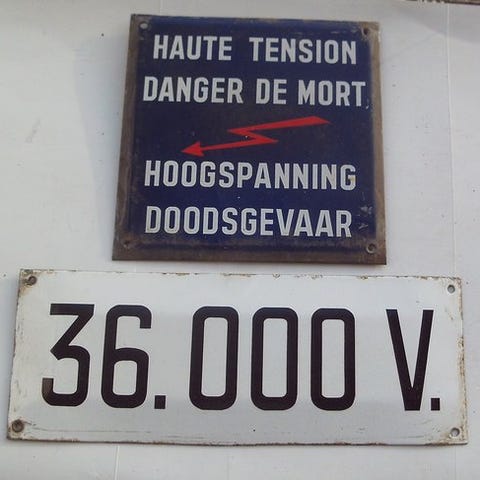 HAUTE TENSION
DANGER DE MORT
HOOGSPANNING
DOODSGEVAAR
36.000 V.